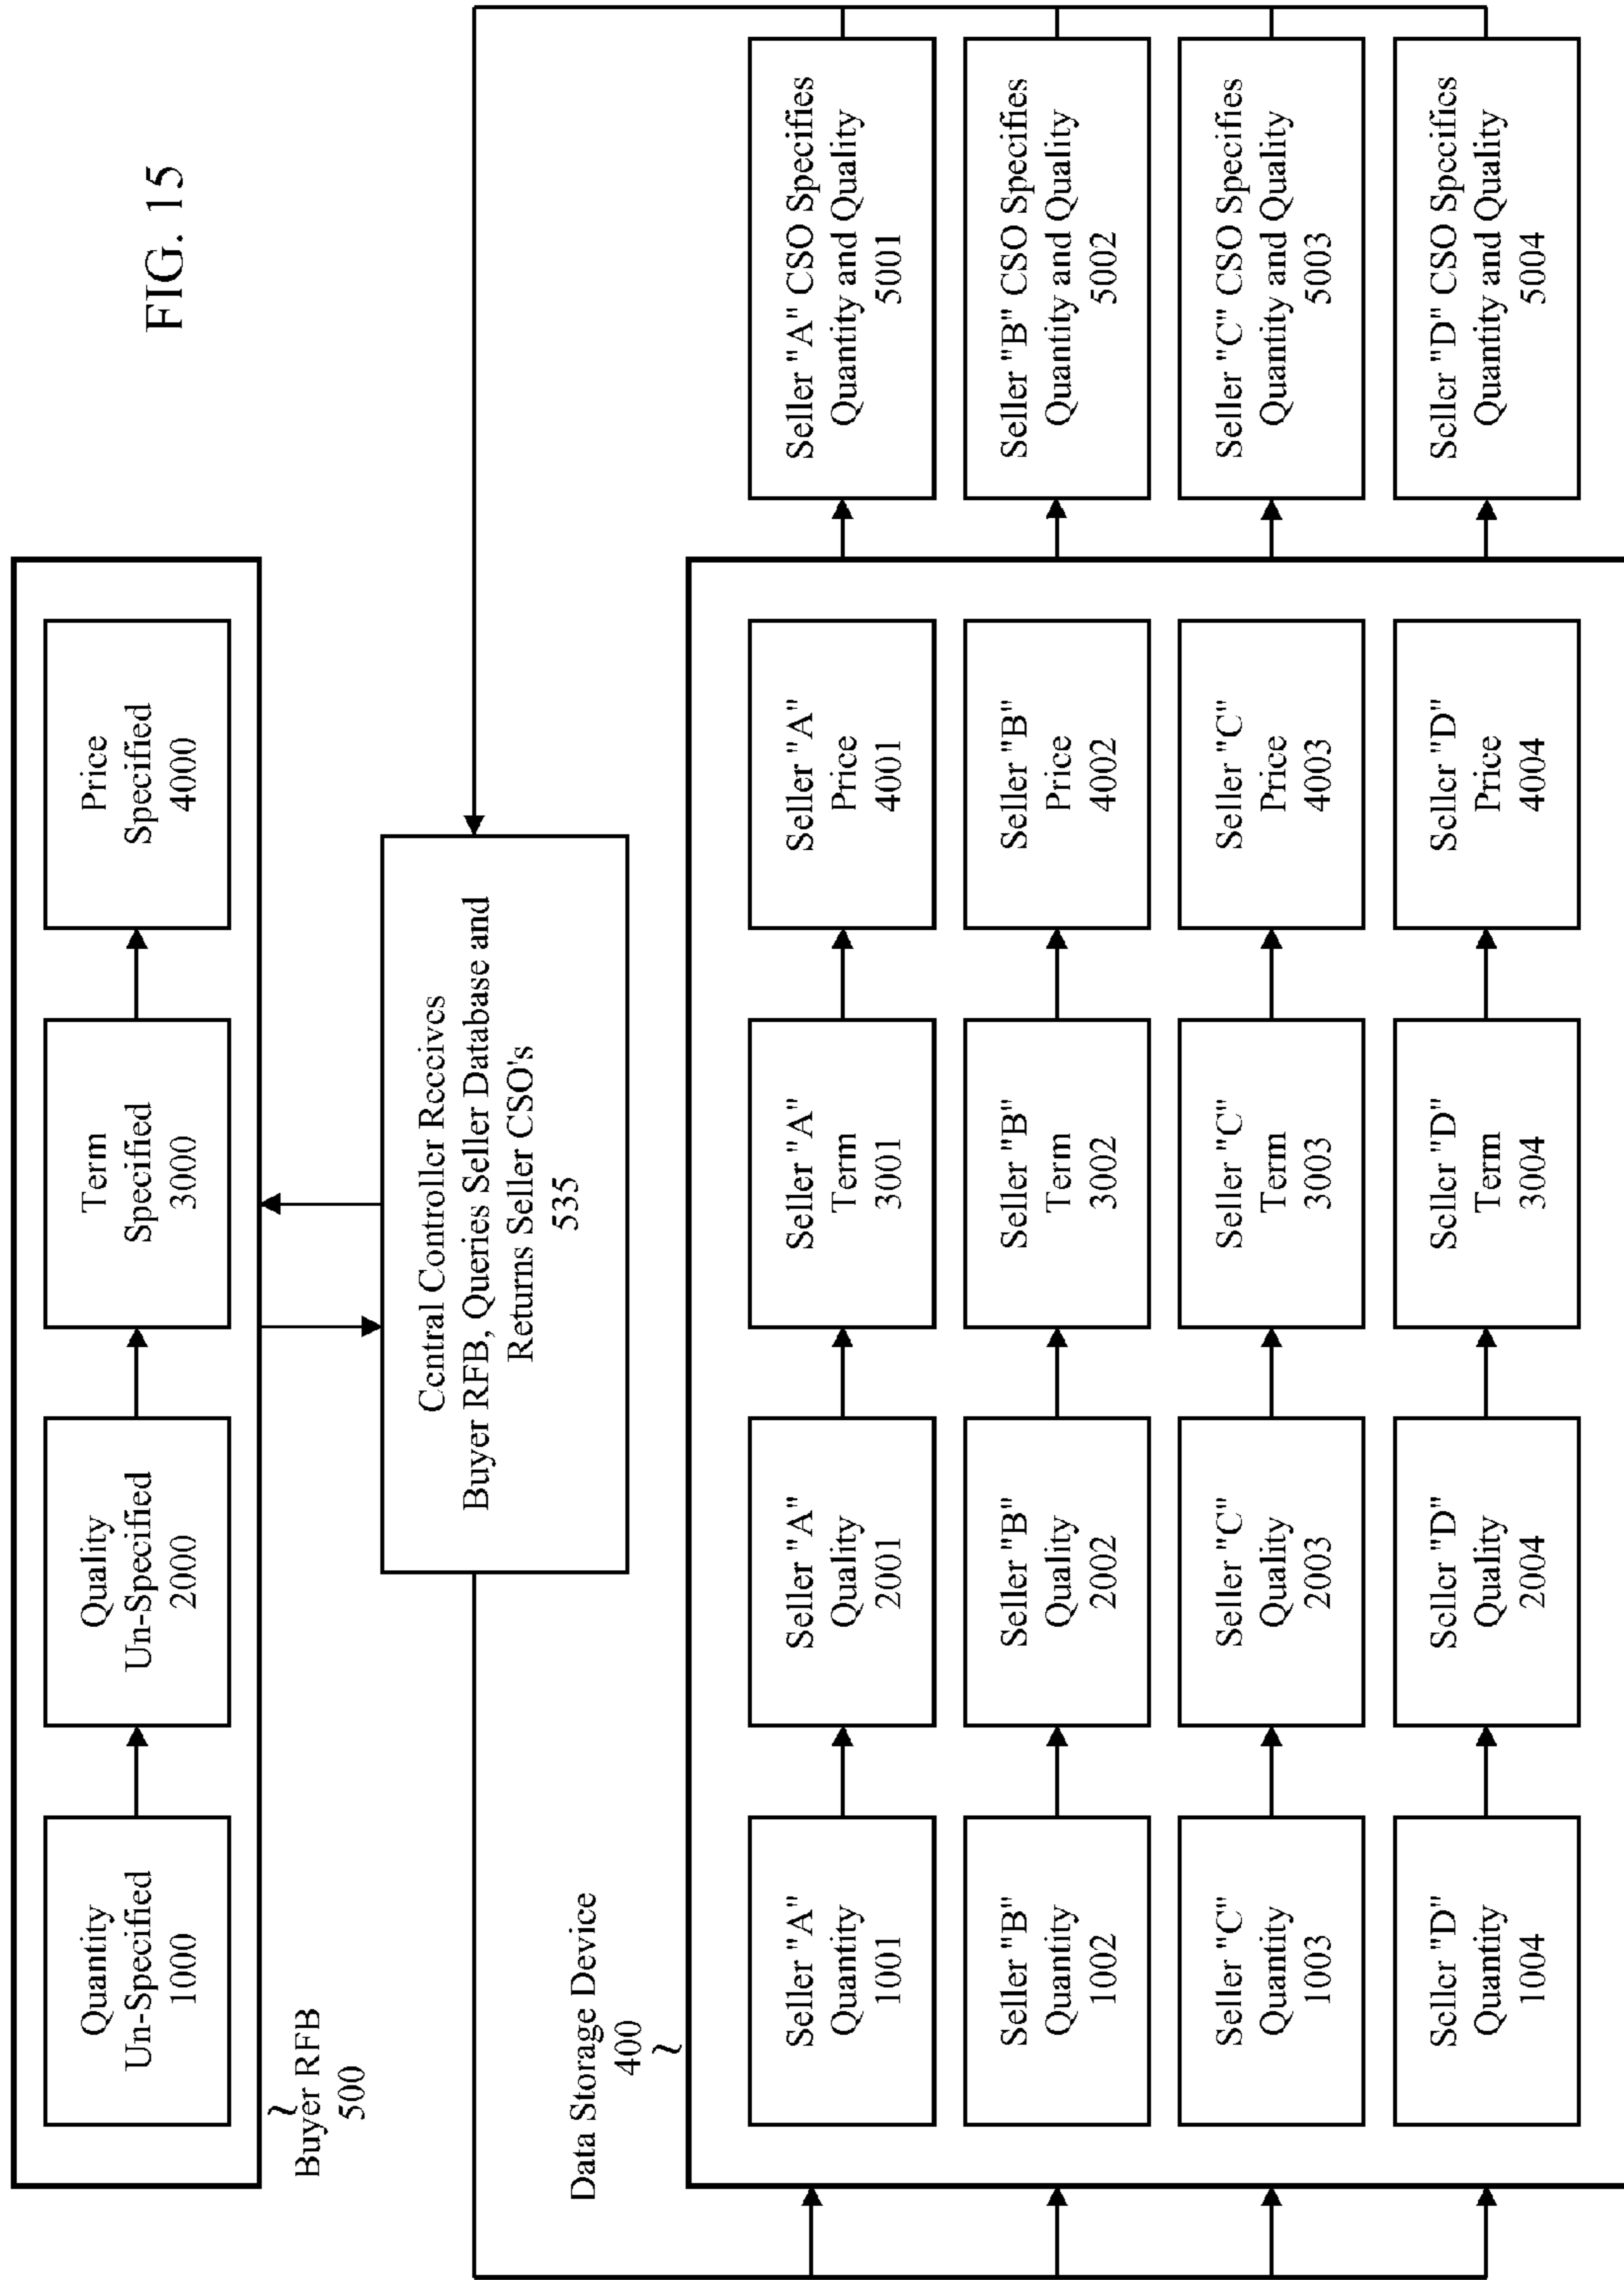 FIG. 15
Quantity
Un-Specified
1000
Quality
Un-Specified
2000
Term
Specified
3000
Price
Specified
4000
Buyer RFB
500
Central Controller Receives
Buyer RFB, Queries Seller Database and
Returns Seller CSO's
535
Data Storage Device
400
Seller "A"
Quantity
1001
Seller "A"
Quality
2001
Seller "A"
Term
3001
Seller "A"
Price
4001
Seller "A" CSO Specifies
Quantity and Quality
5001
Seller "B"
Quantity
1002
Seller "B"
Quality
2002
Seller "B"
Term
3002
Seller "B"
Price
4002
Seller "B" CSO Specifies
Quantity and Quality
5002
Seller "C"
Quantity
1003
Seller "C"
Quality
2003
Seller "C"
Term
3003
Seller "C"
Price
4003
Seller "C" CSO Specifies
Quantity and Quality
5003
Seller "D"
Quantity
1004
Seller "D"
Quality
2004
Seller "D"
Term
3004
Seller "D"
Price
4004
Seller "D" CSO Specifics
Quantity and Quality
5004